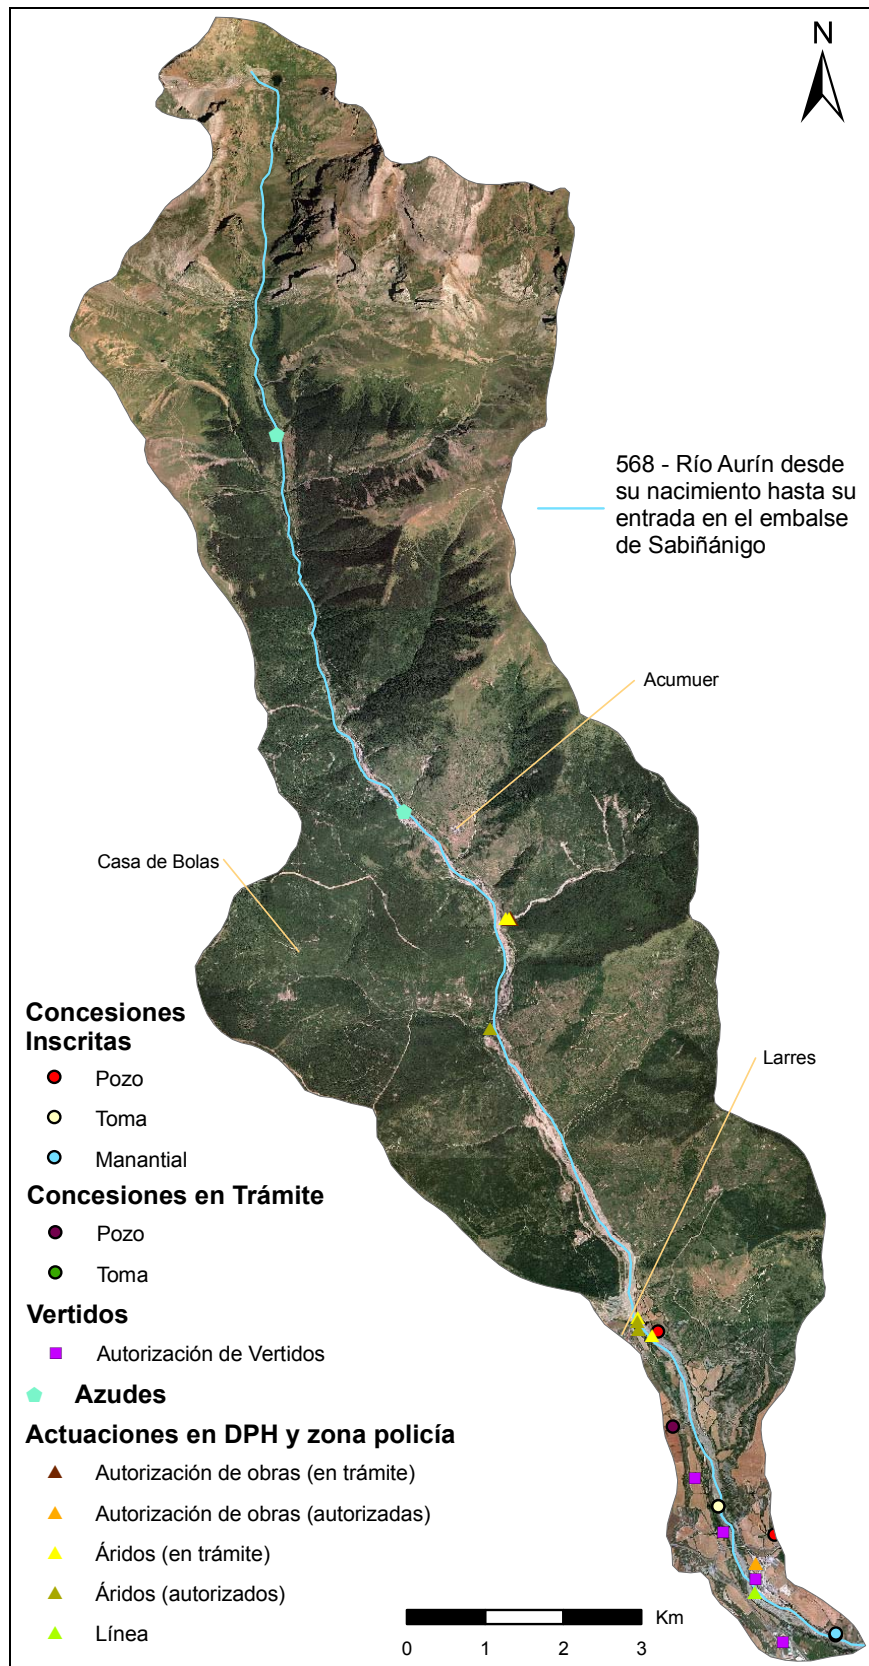 N
568 - Río Aurín desde
su nacimiento hasta su
entrada en el embalse
de Sabiñánigo
Acumuer
Casa de Bolas
Larres
Concesiones
Inscritas
Pozo
Toma
Manantial
Concesiones en Trámite
Pozo
Toma
Vertidos
Autorización de Vertidos
Azudes
Actuaciones en DPH y zona policía
Autorización de obras (en trámite)
Autorización de obras (autorizadas)
Áridos (en trámite)
Áridos (autorizados)
Línea
Km
0 1 2 3